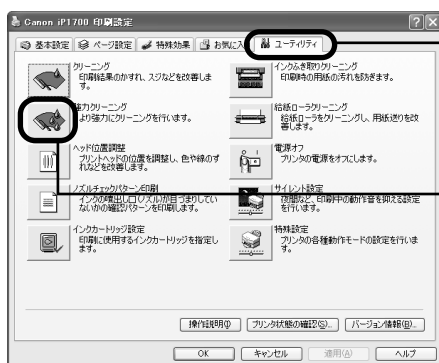 Canon iP1700 印刷設定
基本設定 ページ設定 特殊効果 お気に入 ユーティリティ
クリーニング
印刷結果のかすれ、スジなどを改善しま
す。
インクふき取りクリーニング
印刷時の用紙の汚れを防ぎます。
強力クリーニング
より強力にクリーニングを行います。
給紙ローラクリーニング
給紙ローラをクリーニングし、用紙送りを改
善します。
ヘッド位置調整
プリントヘッドの位置を調整し、色や線のず
れなどを改善します。
電源オフ
プリンタの電源をオフにします。
ノズルチェックパターン印刷
インクの噴出し口(ノズル)が目づまりしてい
ないかの確認パターンを印刷します。
サイレント設定
夜間など、印刷中の動作音を抑える設定
を行います。
インクカートリッジ設定
印刷に使用するインクカートリッジを指定し
ます。
特殊設定
プリンタの各種動作モードの設定を行いま
す。
操作説明(I) プリンタ状態の確認(S)... バージョン情報(B)...
OK キャンセル 適用(A) ヘルプ